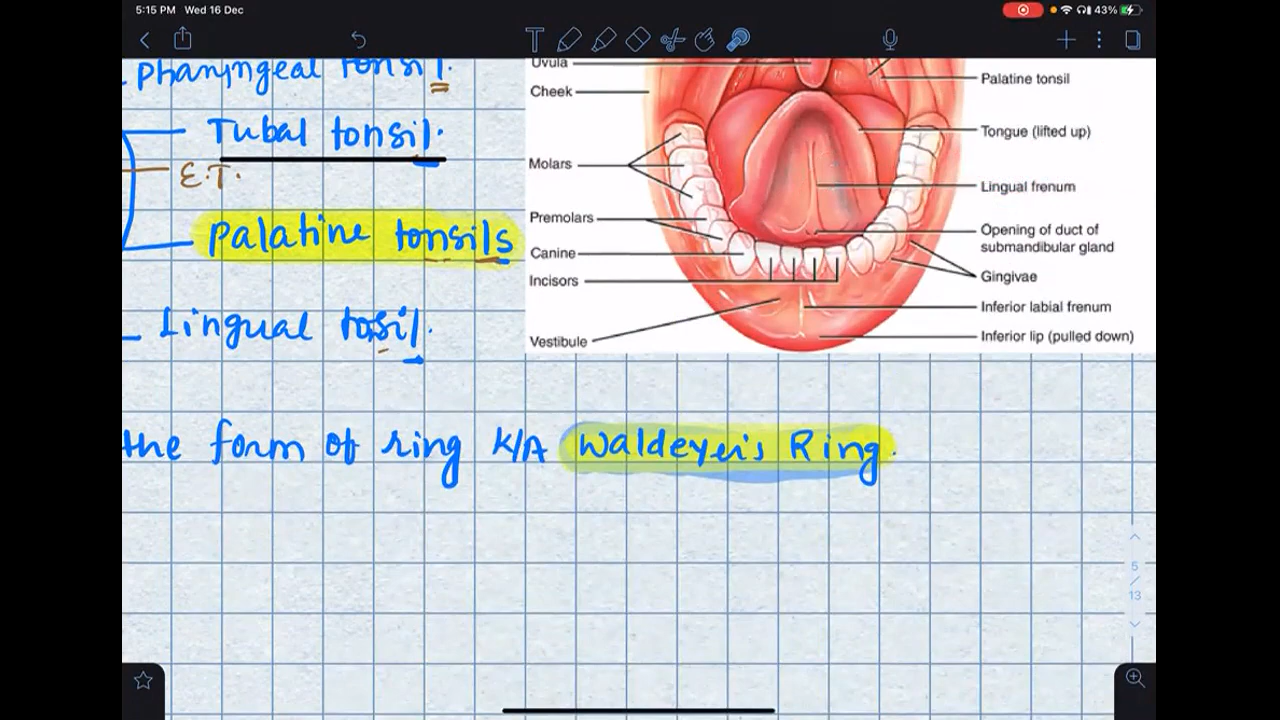 5:15 PM Wed 16 Dec
43%
Pharyngeal tonsil.
Tubal tonsil.
E.T.
Palatine tonsils
Lingual tosil.
the form of ring K/A Waldeyer's Ring.
Uvula
Cheek
Molars
Premolars
Canine
Incisors
Vestibule
Palatine tonsil
Tongue (lifted up)
Lingual frenum
Opening of duct of
submandibular gland
Gingivae
Inferior labial frenum
Inferior lip (pulled down)
5
/
13